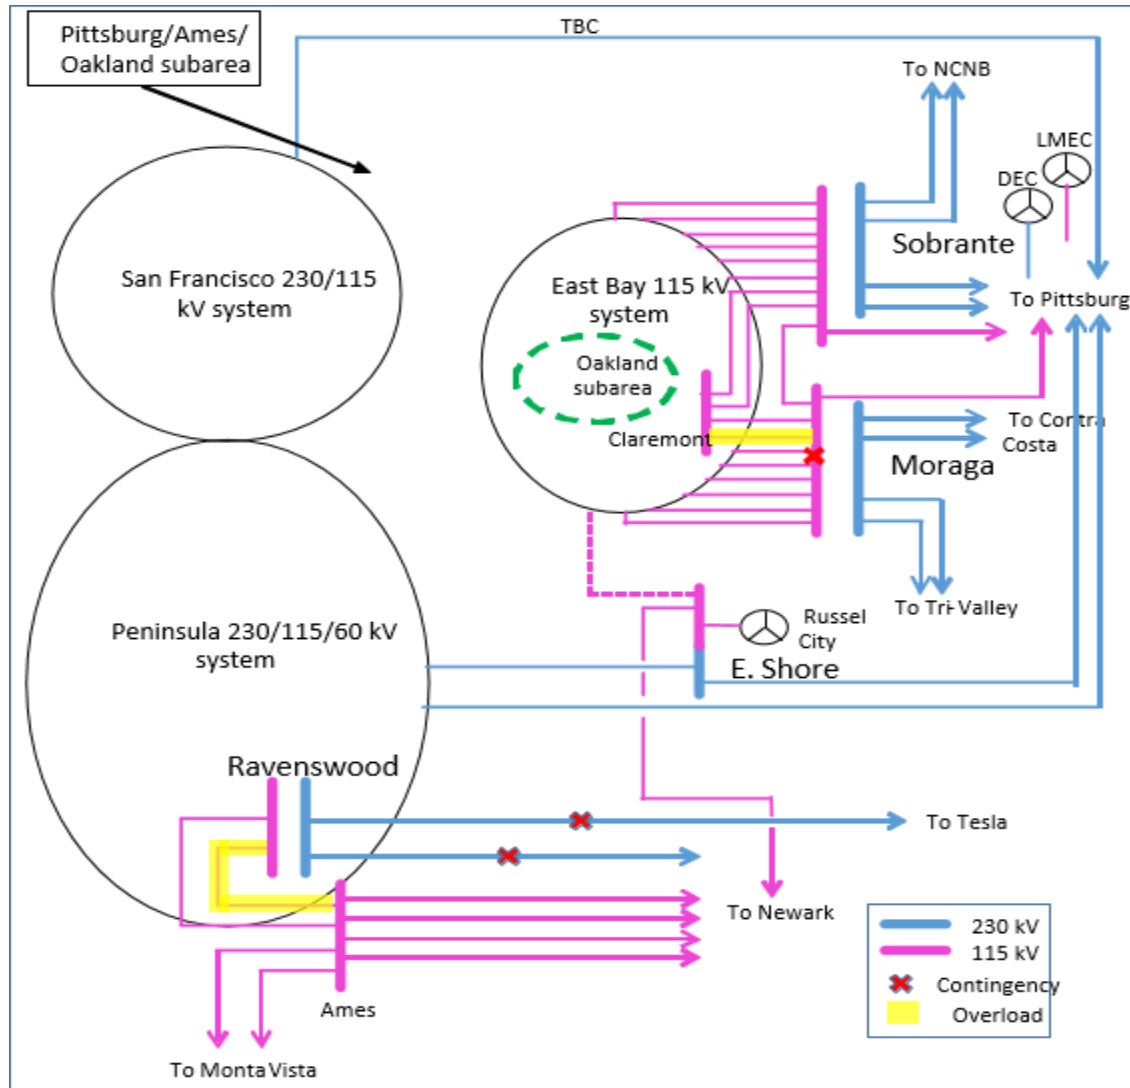 Pittsburg/Ames/
Oakland subarea
TBC
To NCNB
LMEC
DEC
Sobrante
San Francisco 230/115
kV system
East Bay 115 kV
system
To Pittsburg
Oakland
subarea
Claremont
To Contra
Costa
Moraga
To Tri-Valley
Peninsula 230/115/60 kV
system
Russel
City
E. Shore
Ravenswood
To Tesla
To Newark
230 kV
115 kV
Contingency
Overload
Ames
To Monta Vista